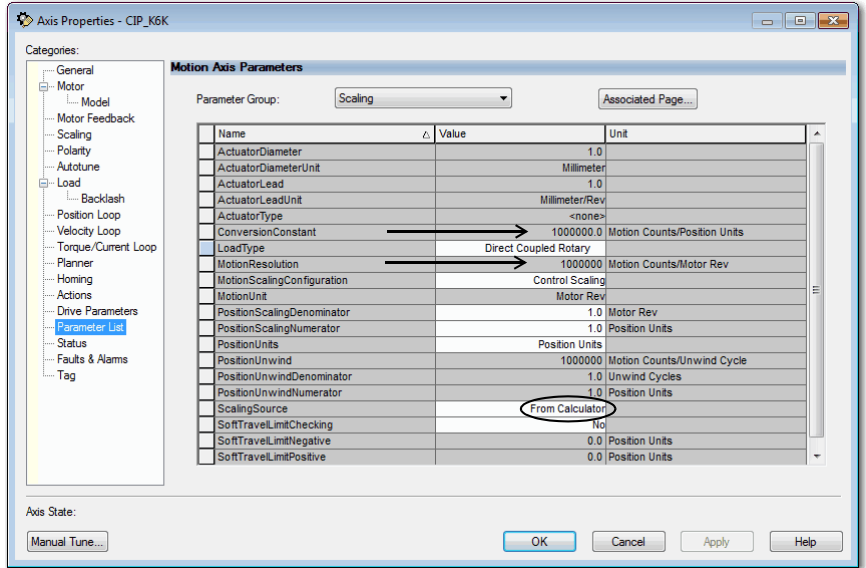 Axis Properties - CIP_K6K
Categories:
General
Motor
Model
Motor Feedback
Scaling
Polarity
Autotune
Load
Backlash
Position Loop
Velocity Loop
Torque/Current Loop
Planner
Homing
Actions
Drive Parameters
Parameter List
Status
Faults & Alarms
Tag
Motion Axis Parameters
Parameter Group: Scaling Associated Page...
Name Value Unit
ActuatorDiameter 1.0
ActuatorDiameterUnit Millimeter
ActuatorLead 1.0
ActuatorLeadUnit Millimeter/Rev
ActuatorType <none>
ConversionConstant 1000000.0 Motion Counts/Position Units
LoadType Direct Coupled Rotary
MotionResolution 1000000 Motion Counts/Motor Rev
MotionScalingConfiguration Control Scaling
MotionUnit Motor Rev
PositionScalingDenominator 1.0 Motor Rev
PositionScalingNumerator 1.0 Position Units
PositionUnits Position Units
PositionUnwind 1000000 Motion Counts/Unwind Cycle
PositionUnwindDenominator 1.0 Unwind Cycles
PositionUnwindNumerator 1.0 Position Units
ScalingSource From Calculator
SoftTravelLimitChecking No
SoftTravelLimitNegative 0.0 Position Units
SoftTravelLimitPositive 0.0 Position Units
Axis State:
Manual Tune... OK Cancel Apply Help